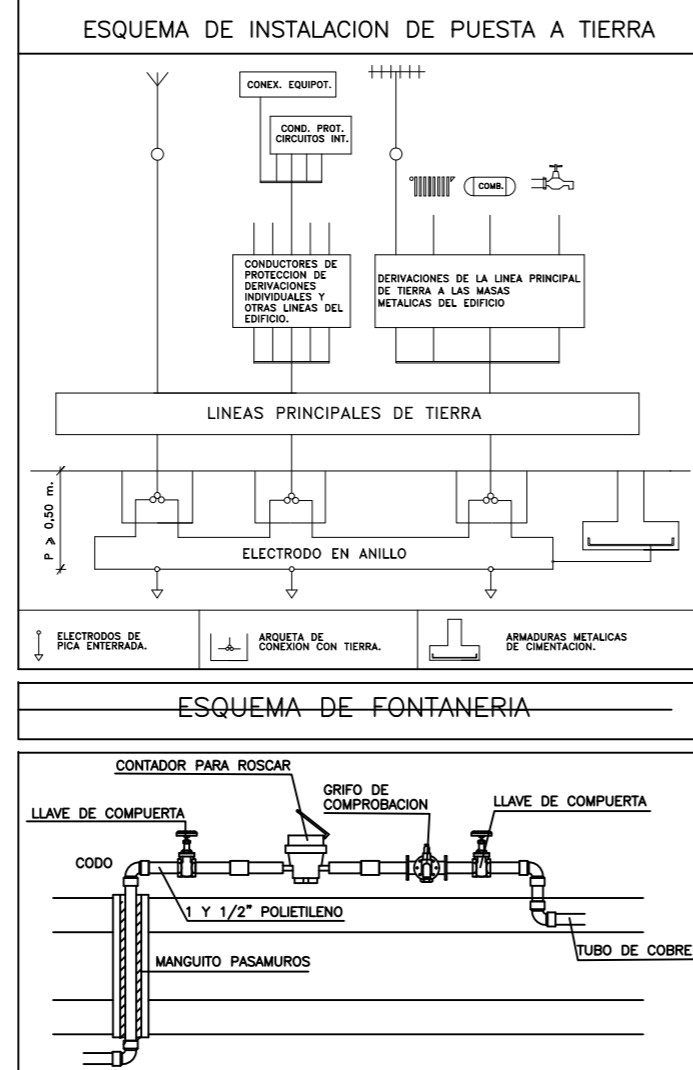 ESQUEMA DE INSTALACION DE PUESTA A TIERRA
CONEX. EQUIPOT.
COND. PROT.
CIRCUITOS INT.
COMB.
CONDUCTORES DE
PROTECCION DE
DERIVACIONES
INDIVIDUALES Y
OTRAS LINEAS DEL
EDIFICIO.
DERIVACIONES DE LA LINEA PRINCIPAL
DE TIERRA A LAS MASAS
METALICAS DEL EDIFICIO
LINEAS PRINCIPALES DE TIERRA
P ⩾ 0,50 m.
ELECTRODO EN ANILLO
ELECTRODOS DE
PICA ENTERRADA.
ARQUETA DE
CONEXION CON TIERRA.
ARMADURAS METALICAS
DE CIMENTACION.
ESQUEMA DE FONTANERIA
CONTADOR PARA ROSCAR
GRIFO DE
COMPROBACION
LLAVE DE COMPUERTA
LLAVE DE COMPUERTA
CODO
1 Y 1/2" POLIETILENO
TUBO DE COBRE
MANGUITO PASAMUROS